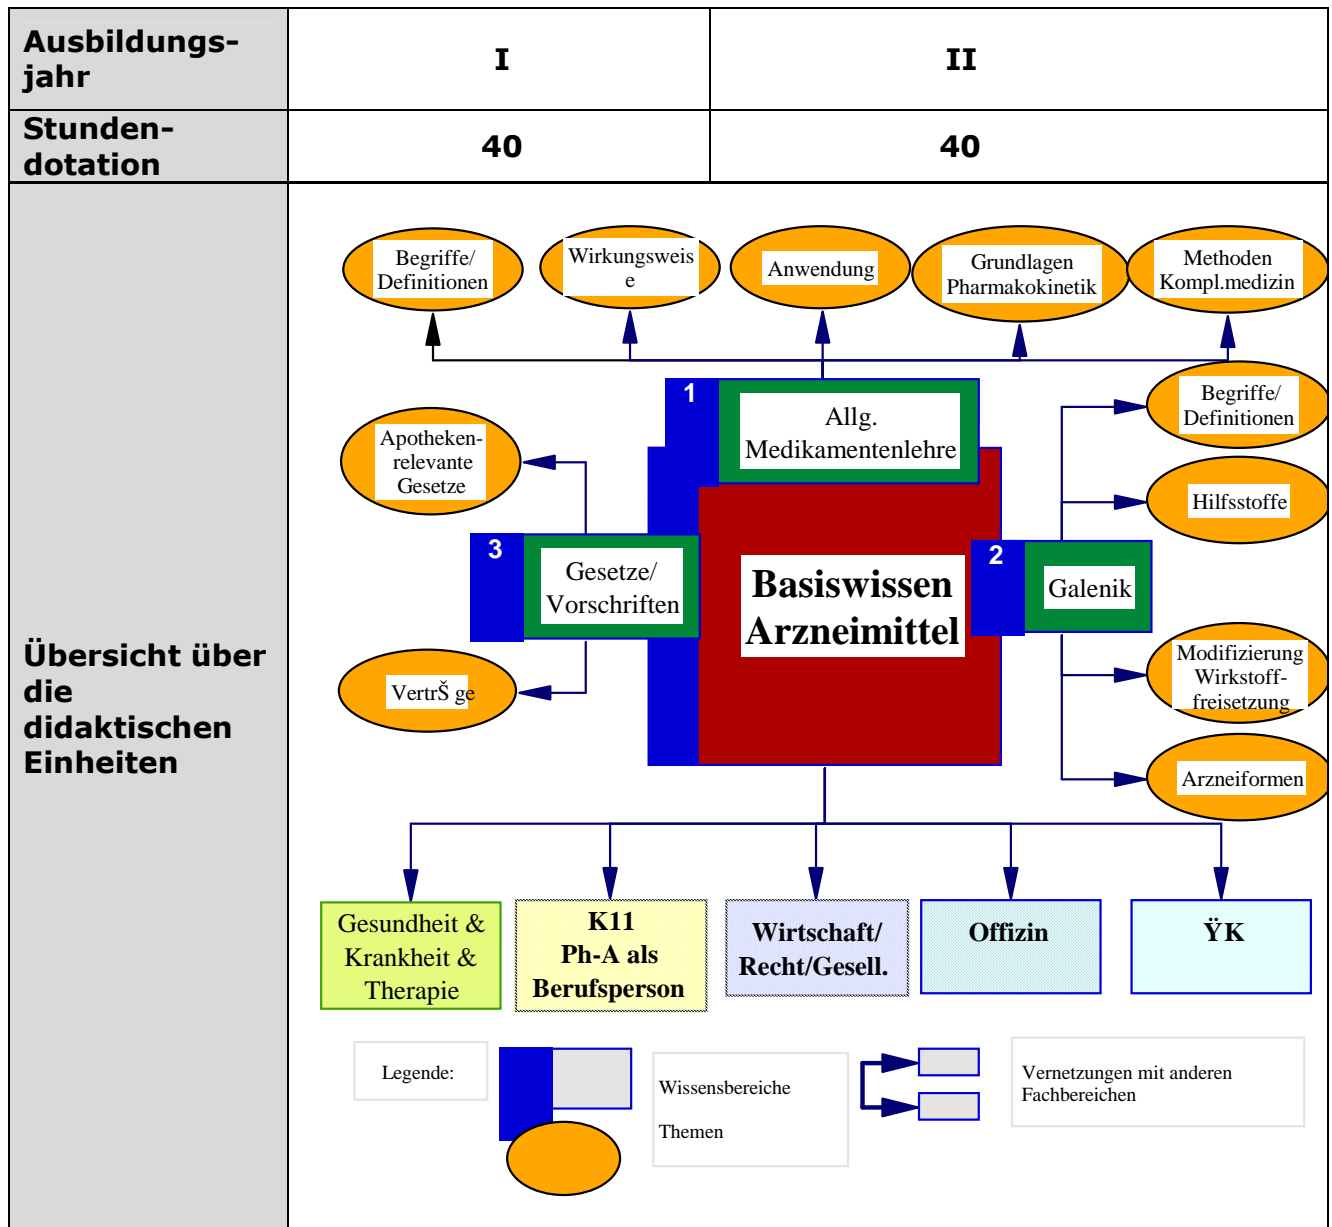 Ausbildungs-
jahr
I
II
Stunden-
dotation
40
40
Übersicht über
die
didaktischen
Einheiten
Begriffe/
Definitionen
Wirkungsweis
e
Anwendung
Grundlagen
Pharmakokinetik
Methoden
Kompl.medizin
1
Allg.
Medikamentenlehre
Begriffe/
Definitionen
Apotheken-
relevante
Gesetze
Hilfsstoffe
3
Gesetze/
Vorschriften
Basiswissen
Arzneimittel
2
Galenik
VertrŠ ge
Modifizierung
Wirkstoff-
freisetzung
Arzneiformen
Gesundheit &
Krankheit &
Therapie
K11
Ph-A als
Berufsperson
Wirtschaft/
Recht/Gesell.
Offizin
ŸK
Legende:
Wissensbereiche
Themen
Vernetzungen mit anderen
Fachbereichen